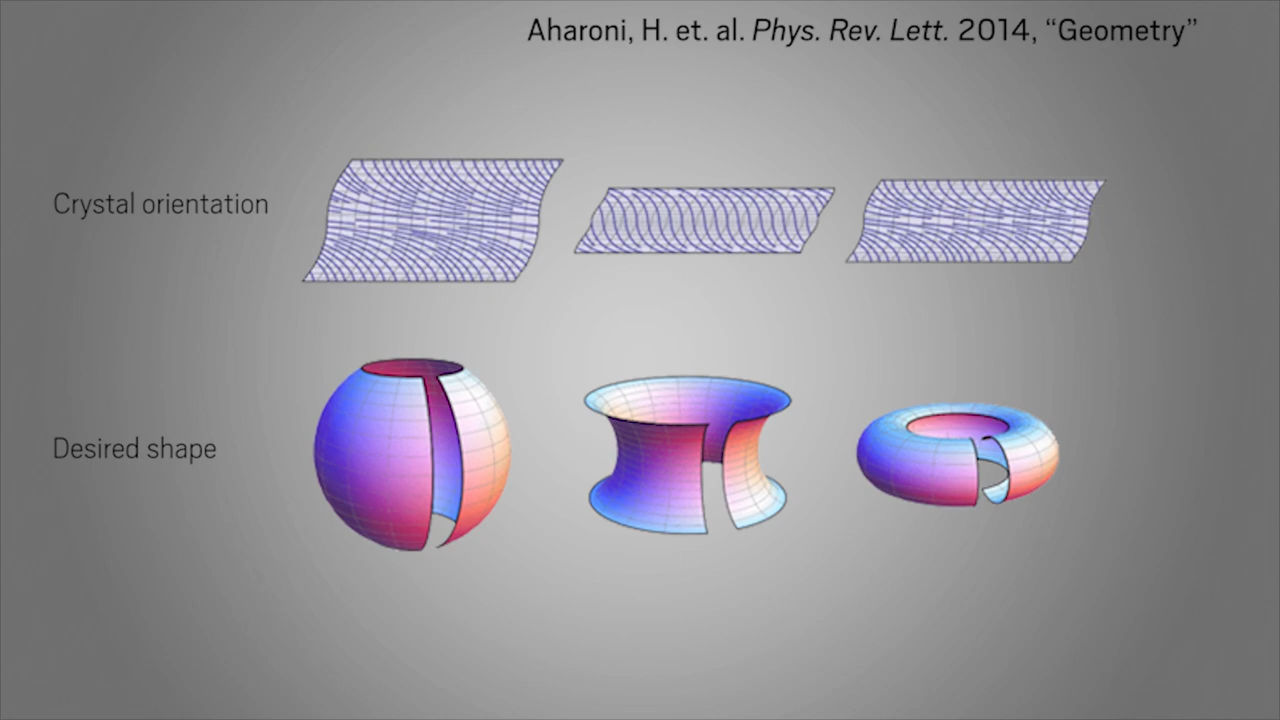 Aharoni, H. et. al. Phys. Rev. Lett. 2014, “Geometry”
Crystal orientation
Desired shape